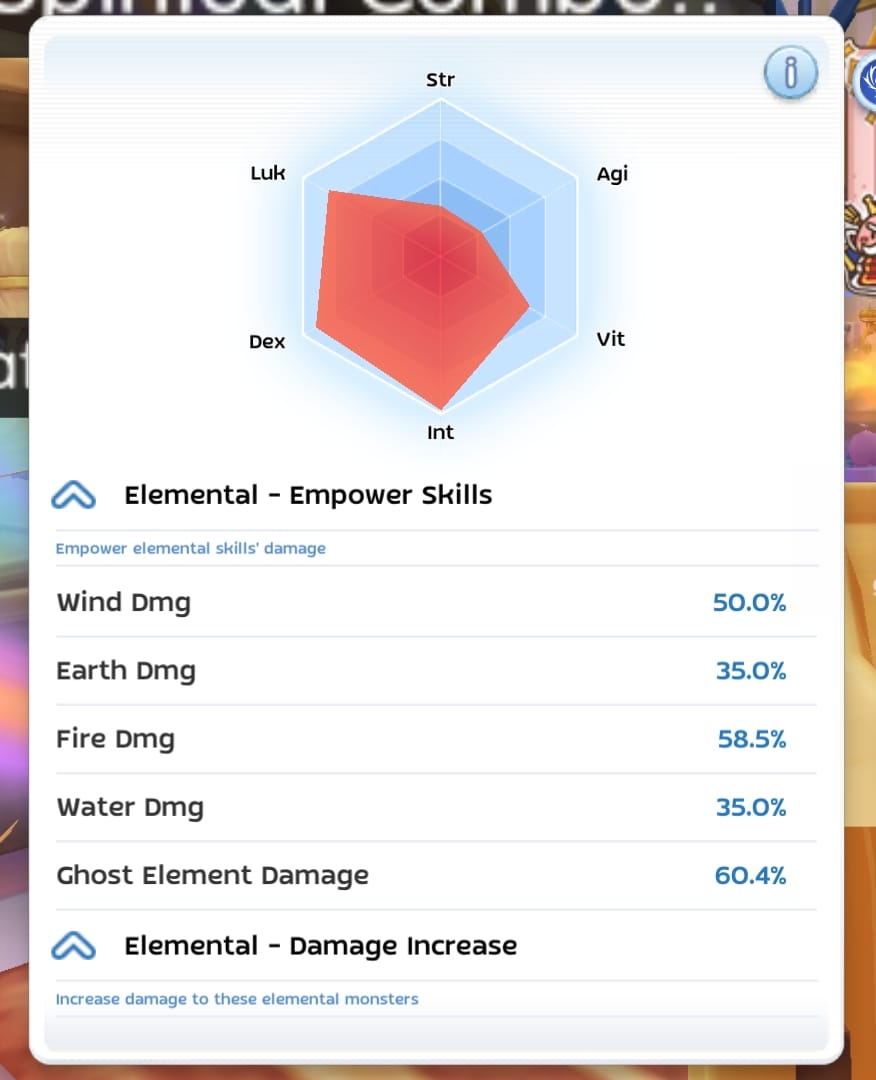 Spiritual Combo!!
Str
Luk
Agi
Dex
Vit
Int
Elemental - Empower Skills
Empower elemental skills' damage
Wind Dmg 50.0%
Earth Dmg 35.0%
Fire Dmg 58.5%
Water Dmg 35.0%
Ghost Element Damage 60.4%
Elemental - Damage Increase
Increase damage to these elemental monsters